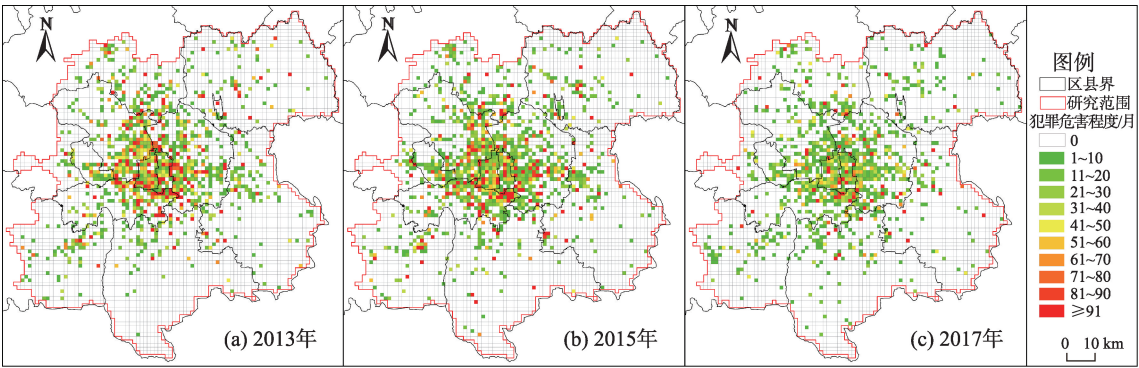 N
(a) 2013年
N
(b) 2015年
N
(c) 2017年
图例
区县界
研究范围
犯罪危害程度/月
0
1~10
11~20
21~30
31~40
41~50
51~60
61~70
71~80
81~90
≥91
0 10 km